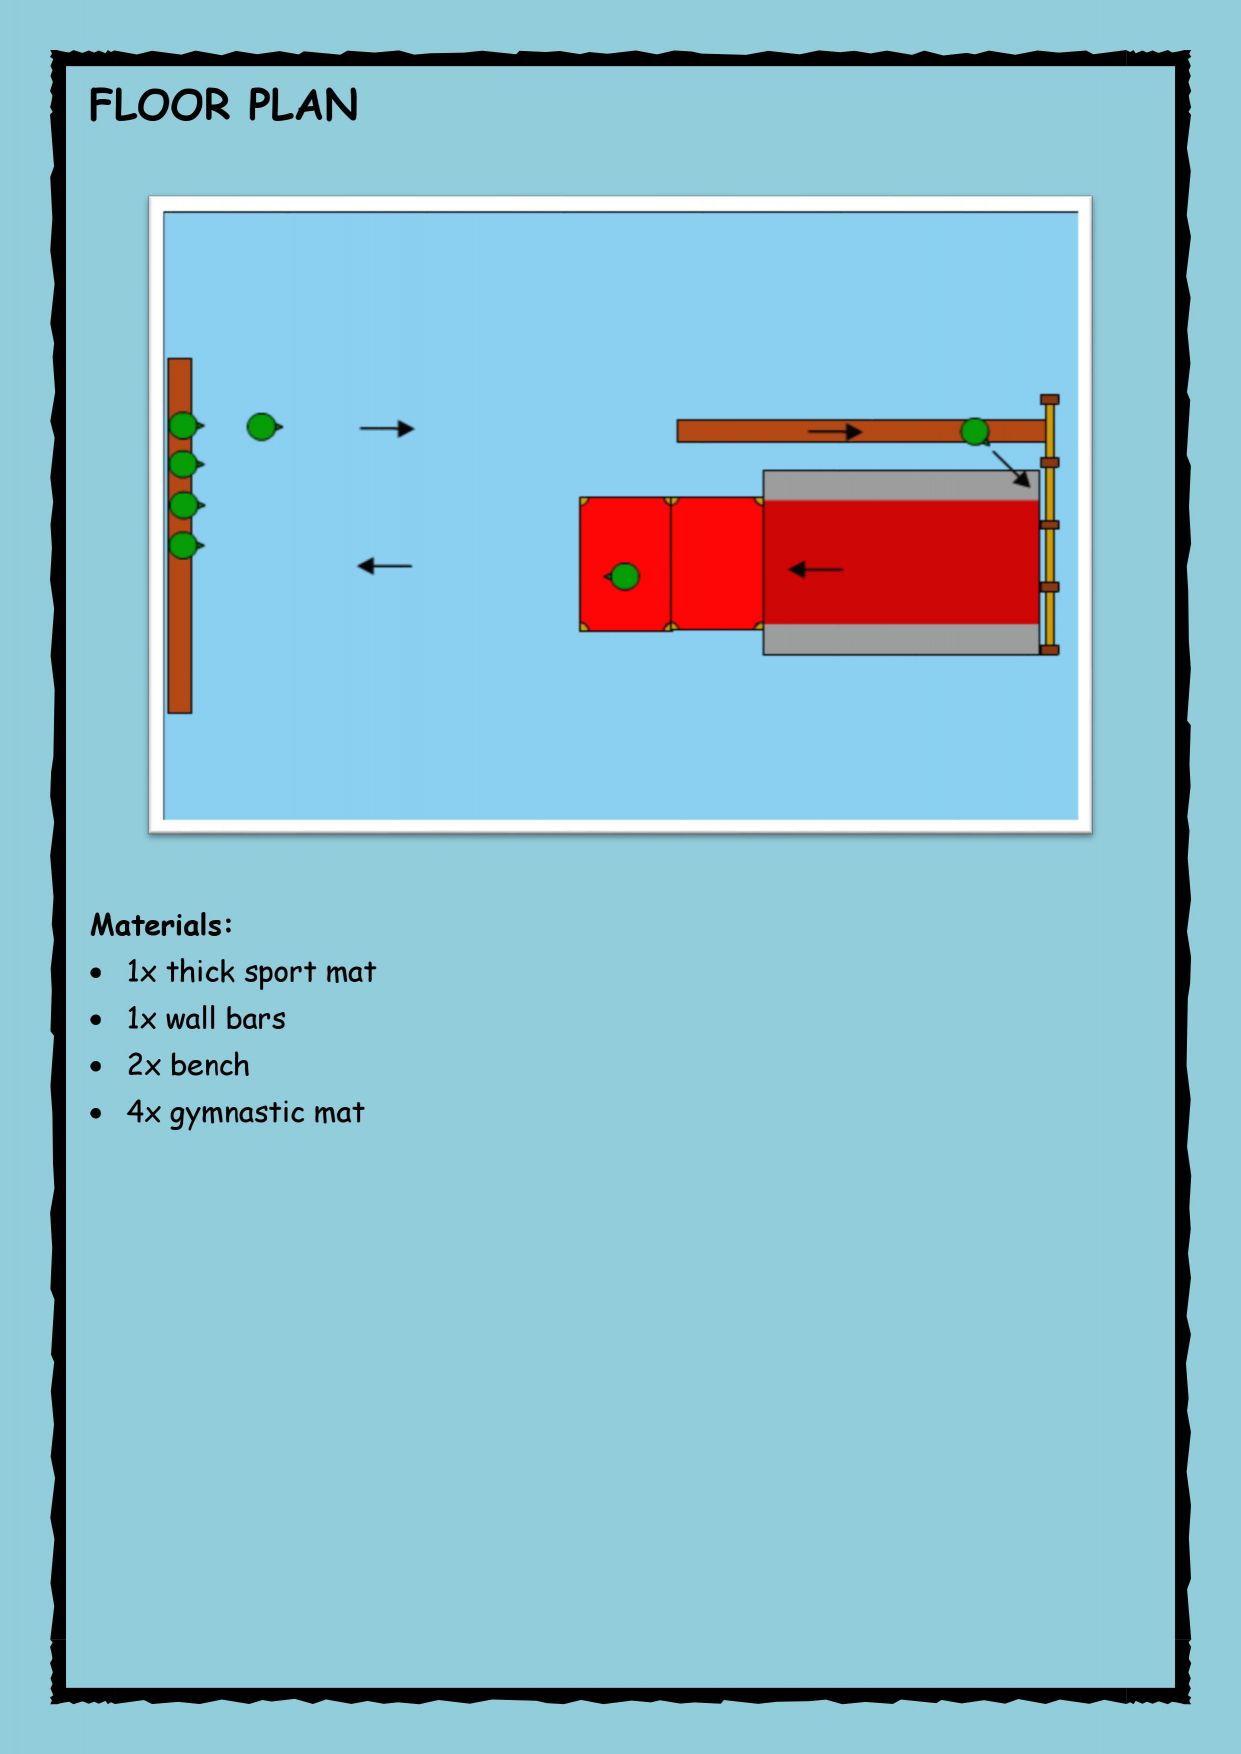 FLOOR PLAN
Materials:
• 1x thick sport mat
• 1x wall bars
• 2x bench
• 4x gymnastic mat